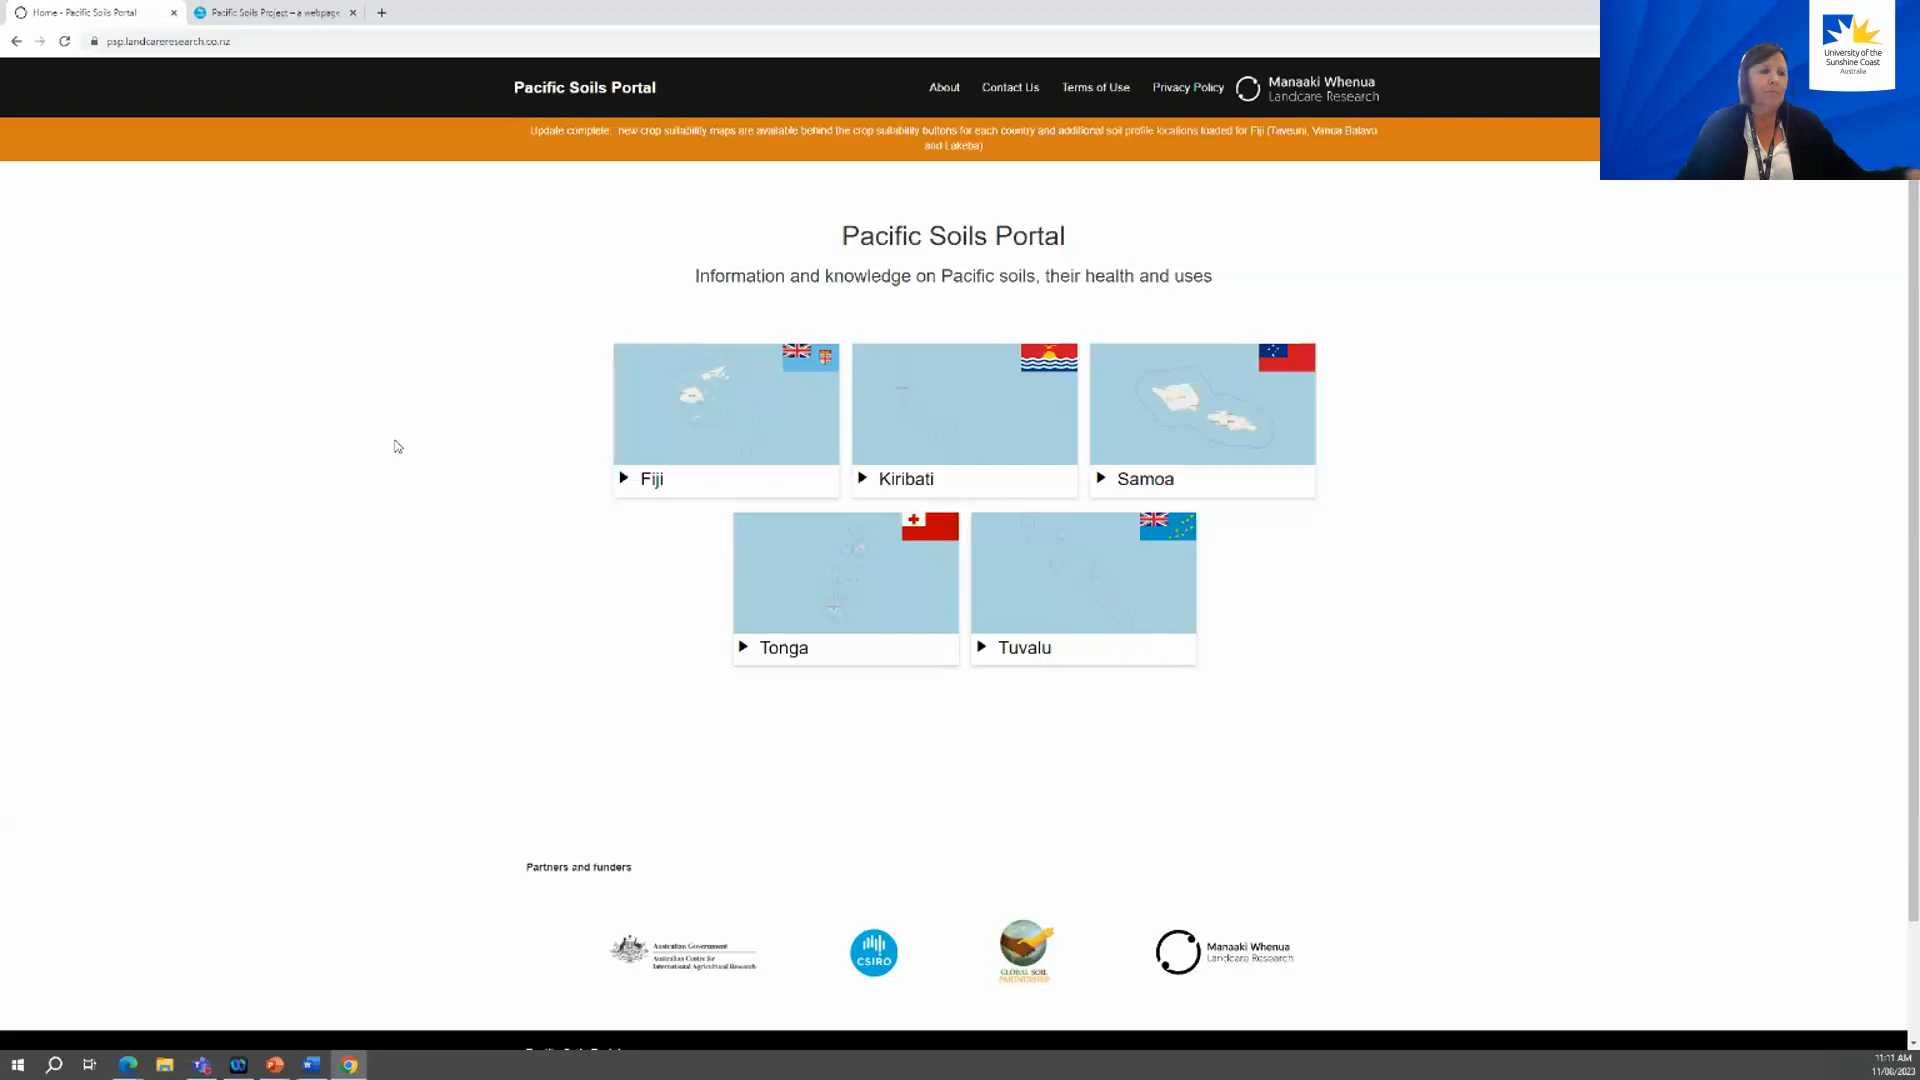 Home - Pacific Soils Portal
Pacific Soils Project – a webpage
psp.landcareresearch.co.nz
University of the
Sunshine Coast
Australia
Pacific Soils Portal
About
Contact Us
Terms of Use
Privacy Policy
Manaaki Whenua
Landcare Research
Update complete: new crop suitability maps are available behind the crop suitability buttons for each country and additional soil profile locations loaded for Fiji (Taveuni, Vanua Balavu
and Lakeba)
Pacific Soils Portal
Information and knowledge on Pacific soils, their health and uses
Fiji
Kiribati
Samoa
Tonga
Tuvalu
Partners and funders
Australian Government
Australian Centre for
International Agricultural Research
CSIRO
GLOBAL SOIL
PARTNERSHIP
Manaaki Whenua
Landcare Research
11:11 AM
11/08/2023